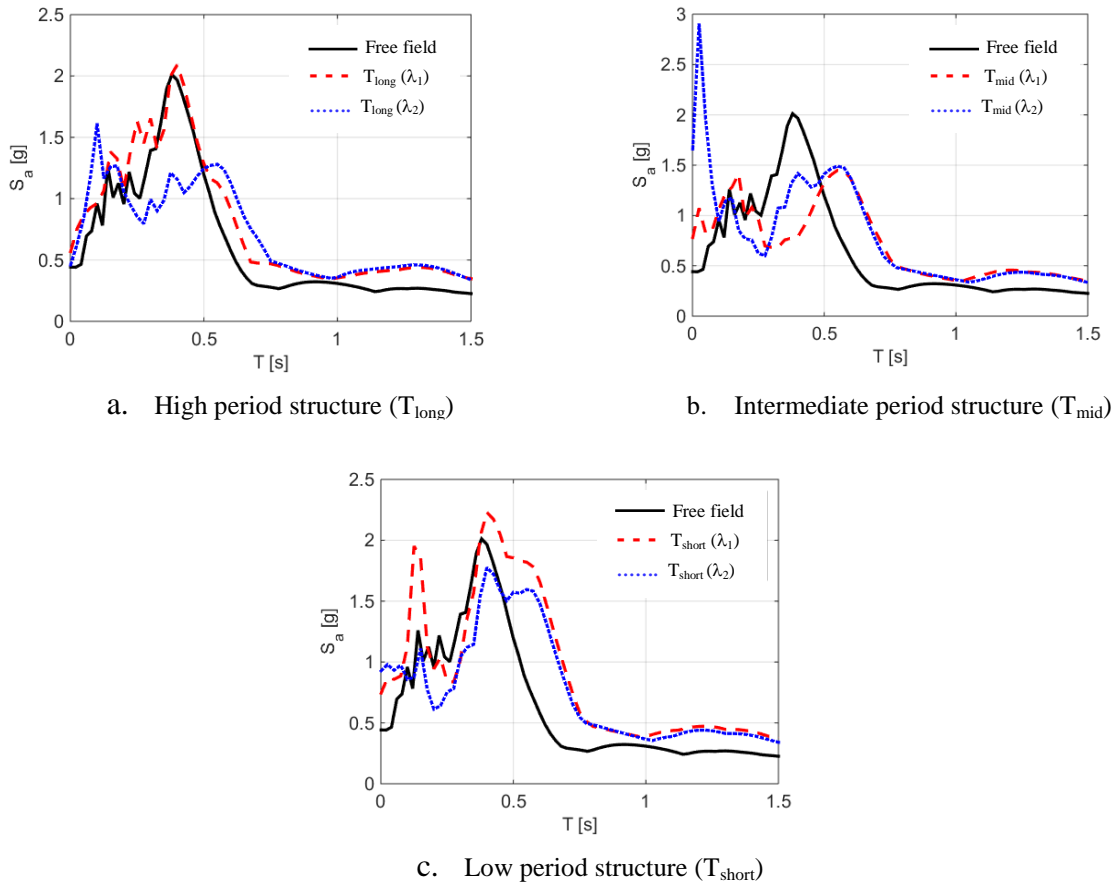 2.5
2
1.5
1
0.5
0
S_a [g]
Free field
T_long (λ_1)
T_long (λ_2)
0 0.5 1 1.5
T [s]
a. High period structure (T_long)
3
2.5
2
1.5
1
0.5
0
S_a [g]
Free field
T_mid (λ_1)
T_mid (λ_2)
0 0.5 1 1.5
T [s]
b. Intermediate period structure (T_mid)
2.5
2
1.5
1
0.5
0
S_a [g]
Free field
T_short (λ_1)
T_short (λ_2)
0 0.5 1 1.5
T [s]
c. Low period structure (T_short)